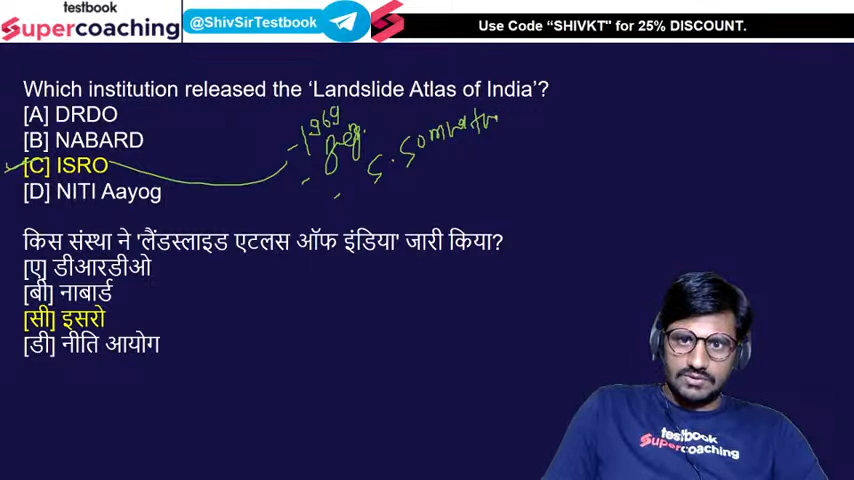 testbook
Supercoaching
@ShivSirTestbook
Use Code “SHIVKT" for 25% DISCOUNT.
Which institution released the ‘Landslide Atlas of India’?
[A] DRDO
[B] NABARD
[C] ISRO
[D] NITI Aayog
- 1969
S. Somnath
किस संस्था ने 'लैंडस्लाइड एटलस ऑफ इंडिया' जारी किया?
[ए] डीआरडीओ
[बी] नाबार्ड
[सी] इसरो
[डी] नीति आयोग
testbook
Supercoaching